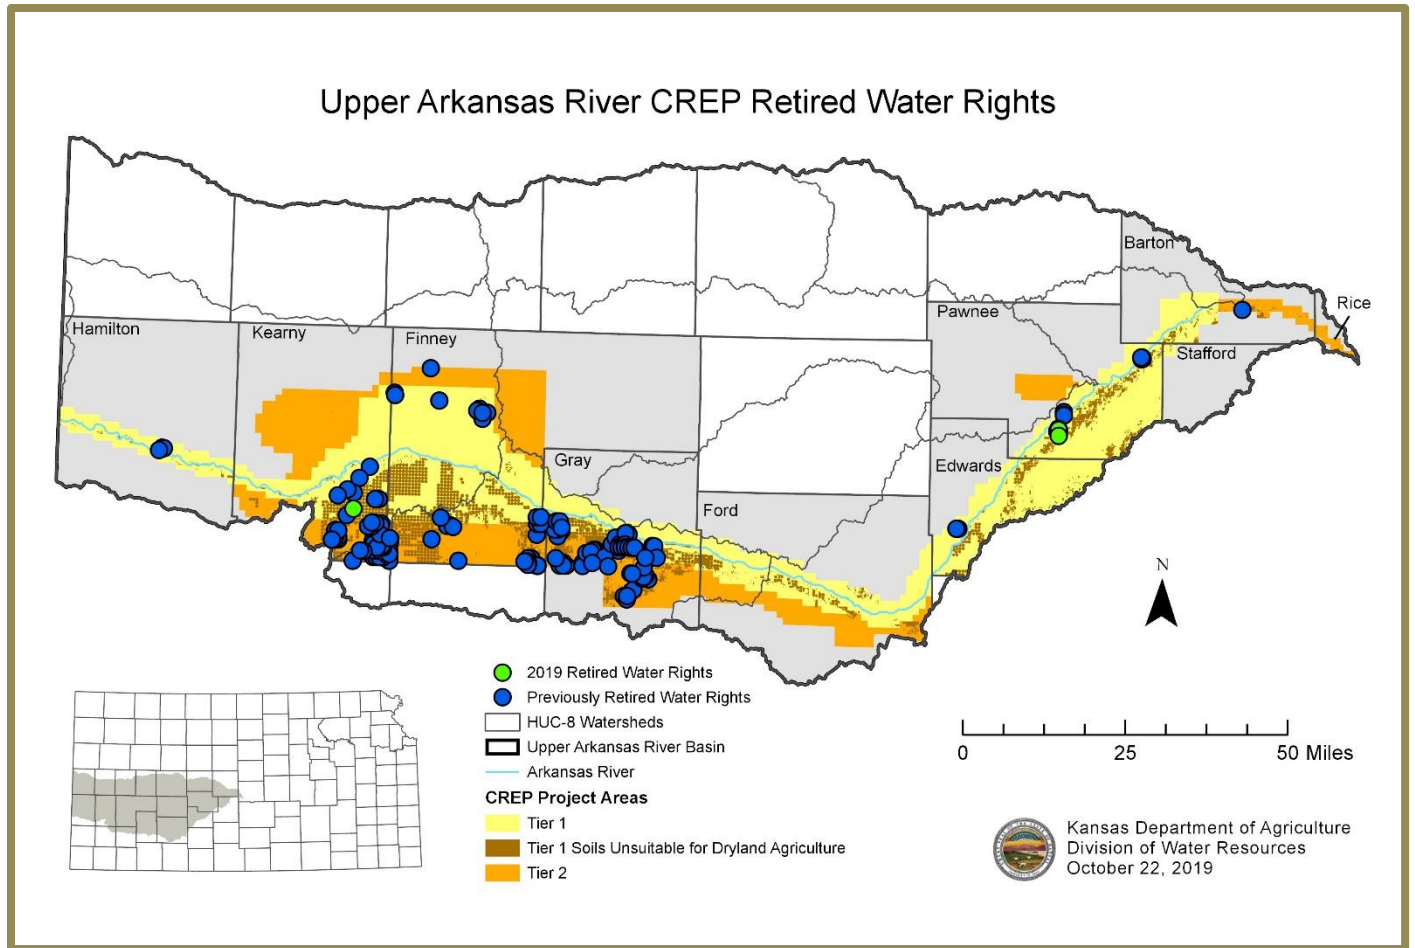 Upper Arkansas River CREP Retired Water Rights
Barton
Rice
Pawnee
Hamilton
Kearny
Finney
Stafford
Gray
Edwards
Ford
N
2019 Retired Water Rights
Previously Retired Water Rights
HUC-8 Watersheds
Upper Arkansas River Basin
Arkansas River
CREP Project Areas
Tier 1
Tier 1 Soils Unsuitable for Dryland Agriculture
Tier 2
0 25 50 Miles
Kansas Department of Agriculture
Division of Water Resources
October 22, 2019